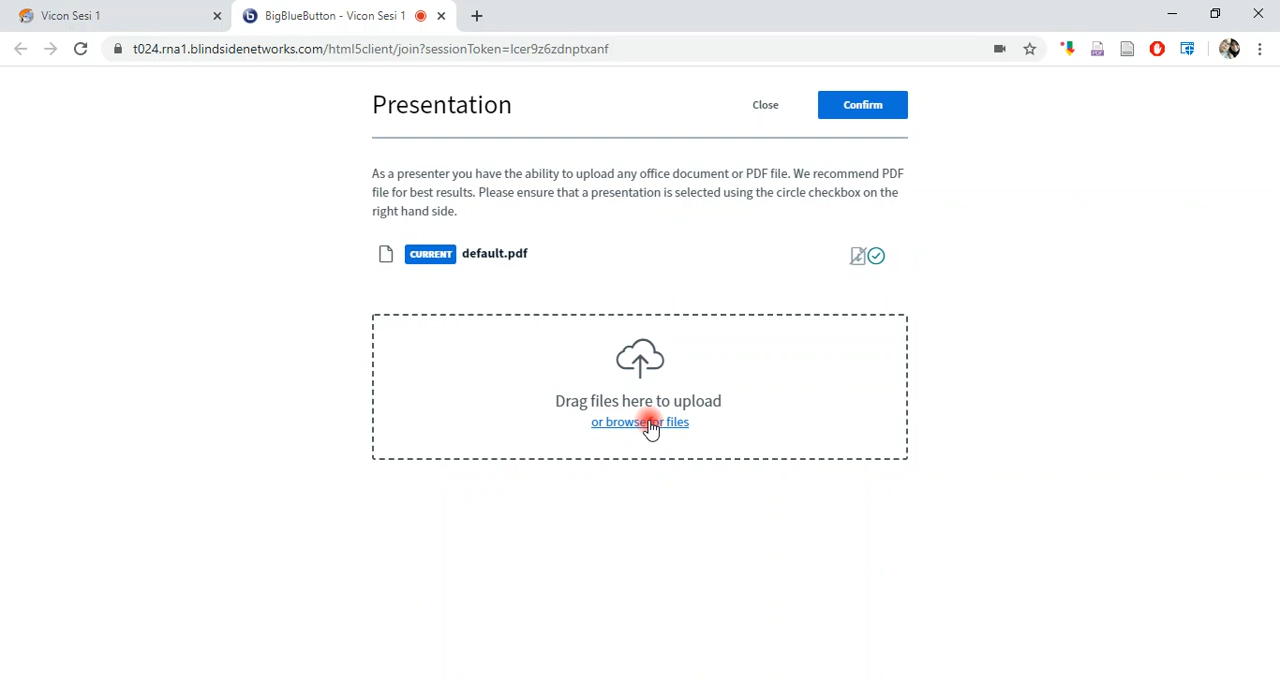 Vicon Sesi 1
BigBlueButton - Vicon Sesi 1
t024.rna1.blindsidenetworks.com/html5client/join?sessionToken=lcer9z6zdnptxanf
Presentation
Close
Confirm
As a presenter you have the ability to upload any office document or PDF file. We recommend PDF
file for best results. Please ensure that a presentation is selected using the circle checkbox on the
right hand side.
CURRENT default.pdf
Drag files here to upload
or browse for files